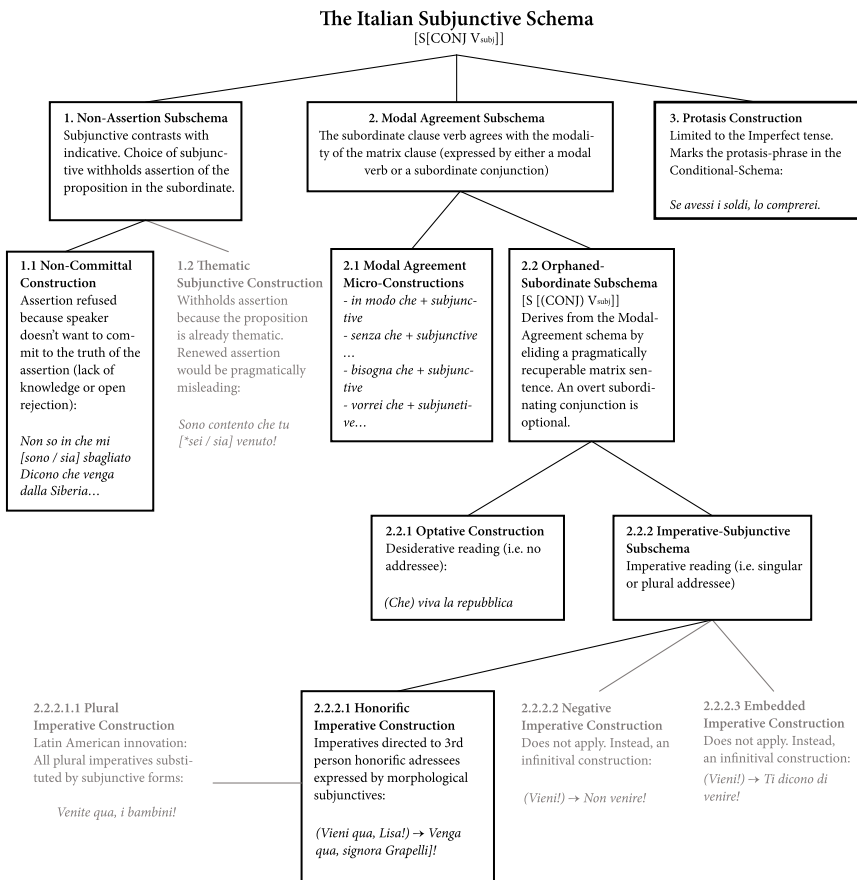 The Italian Subjunctive Schema
[S[CONJ Vsubj]]
1. Non-Assertion Subschema
Subjunctive contrasts with
indicative. Choice of subjunc-
tive withholds assertion of the
proposition in the subordinate.
2. Modal Agreement Subschema
The subordinate clause verb agrees with the modali-
ty of the matrix clause (expressed by either a modal
verb or a subordinate conjunction)
3. Protasis Construction
Limited to the Imperfect tense.
Marks the protasis-phrase in the
Conditional-Schema:
Se avessi i soldi, lo comprerei.
1.1 Non-Committal
Construction
Assertion refused
because speaker
doesn't want to com-
mit to the truth of the
assertion (lack of
knowledge or open
rejection):
Non so in che mi
[sono / sia] sbagliato
Dicono che venga
dalla Siberia…
1.2 Thematic
Subjunctive Construction
Withholds assertion
because the proposition
is already thematic.
Renewed assertion
would be pragmatically
misleading:
Sono contento che tu
[*sei / sia] venuto!
2.1 Modal Agreement
Micro-Constructions
- in modo che + subjunc-
tive
- senza che + subjunctive
…
- bisogna che + subjunc-
tive
- vorrei che + subjuneti-
ve…
2.2 Orphaned-
Subordinate Subschema
[S [(CONJ) Vsubj]]
Derives from the Modal-
Agreement schema by
eliding a pragmatically
recuperable matrix sen-
tence. An overt subordi-
nating conjunction is
optional.
2.2.1 Optative Construction
Desiderative reading (i.e. no
addressee):
(Che) viva la repubblica
2.2.2 Imperative-Subjunctive
Subschema
Imperative reading (i.e. singular
or plural addressee)
2.2.2.1.1 Plural
Imperative Construction
Latin American innovation:
All plural imperatives substi-
tuted by subjunctive forms:
Venite qua, i bambini!
2.2.2.1 Honorific
Imperative Construction
Imperatives directed to 3rd
person honorific adressees
expressed by morphological
subjunctives:
(Vieni qua, Lisa!) → Venga
qua, signora Grapelli]!
2.2.2.2 Negative
Imperative Construction
Does not apply. Instead, an
infinitival construction:
(Vieni!) → Non venire!
2.2.2.3 Embedded
Imperative Construction
Does not apply. Instead,
an infinitival construction:
(Vieni!) → Ti dicono di
venire!